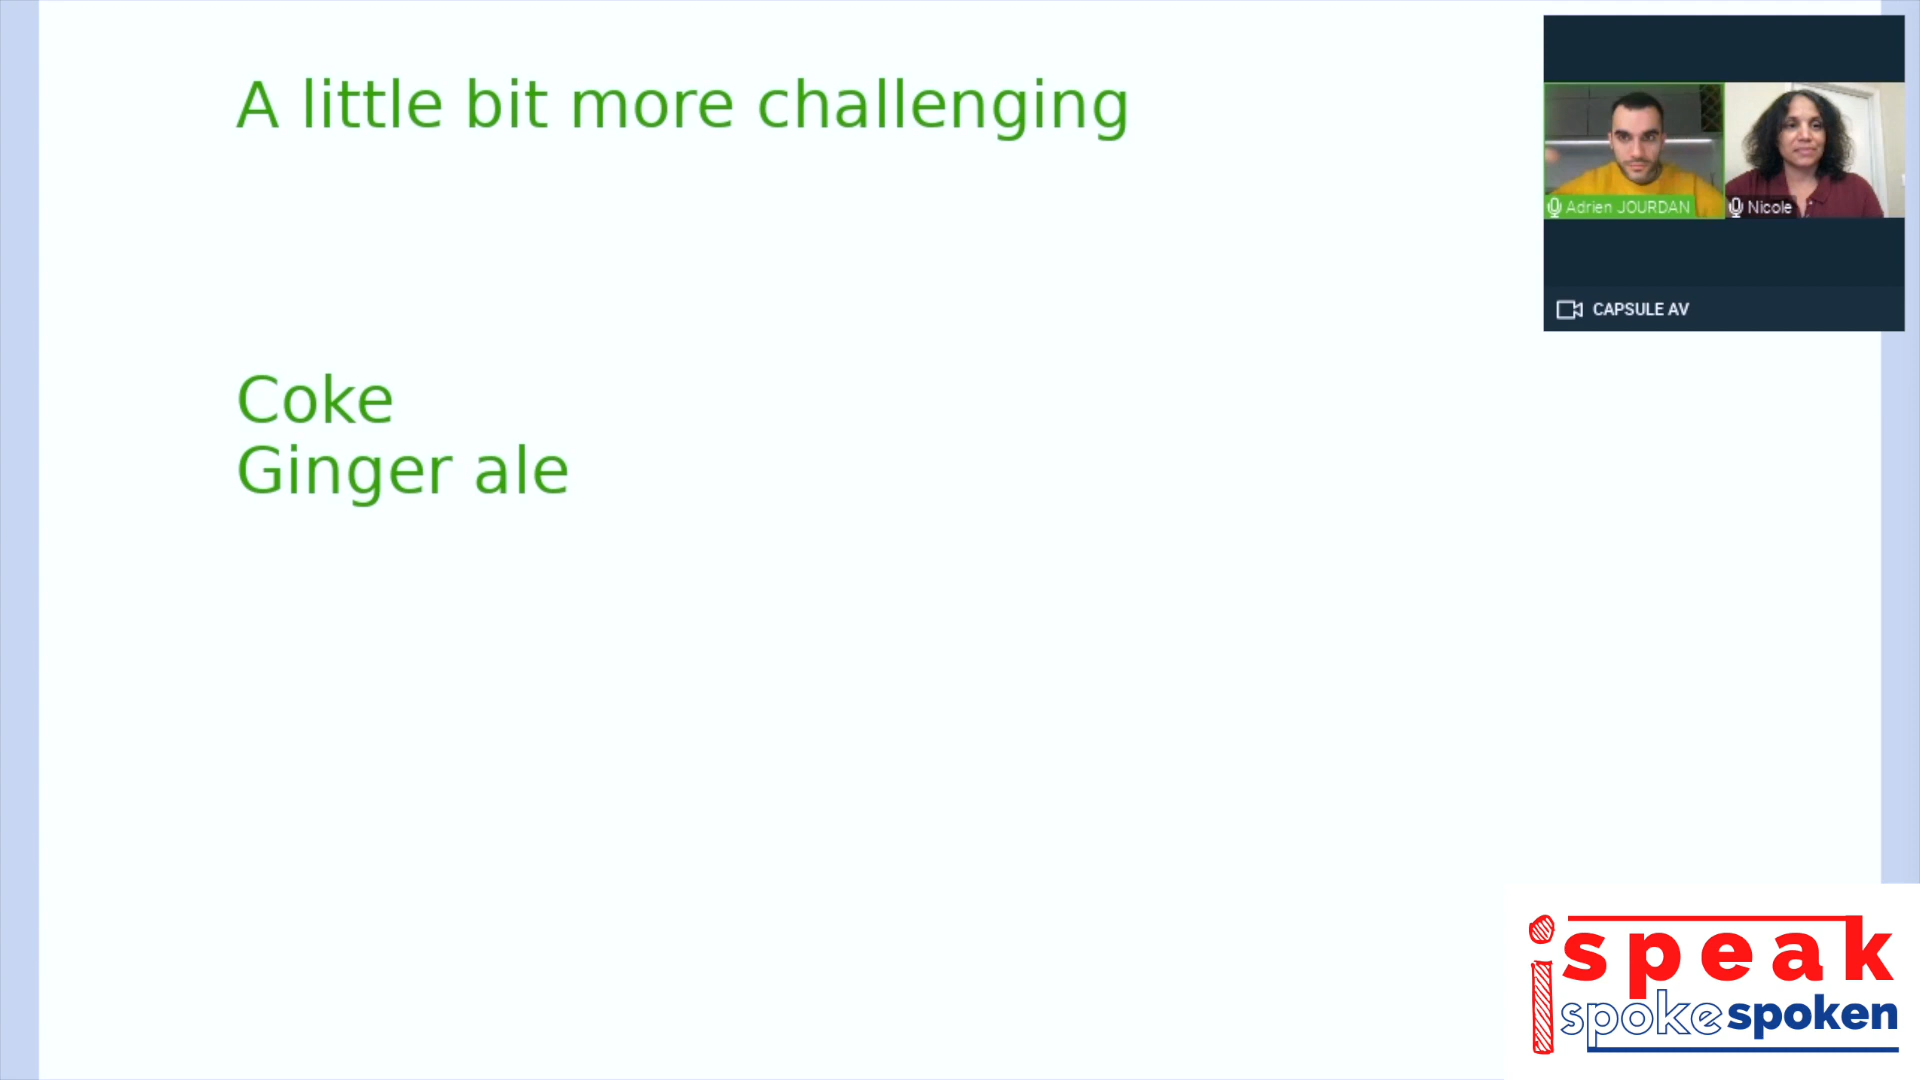 A little bit more challenging
Adrien JOURDAN
Nicole
CAPSULE AV
Coke
Ginger ale
ispeak
spoke spoken